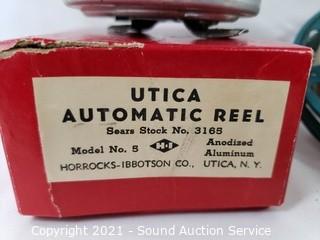 UTICA
AUTOMATIC REEL
Sears Stock No. 3165
Model No. 5 H-I Anodized
Aluminum
HORROCKS-IBBOTSON CO., UTICA, N. Y.
Copyright 2021 - Sound Auction Service